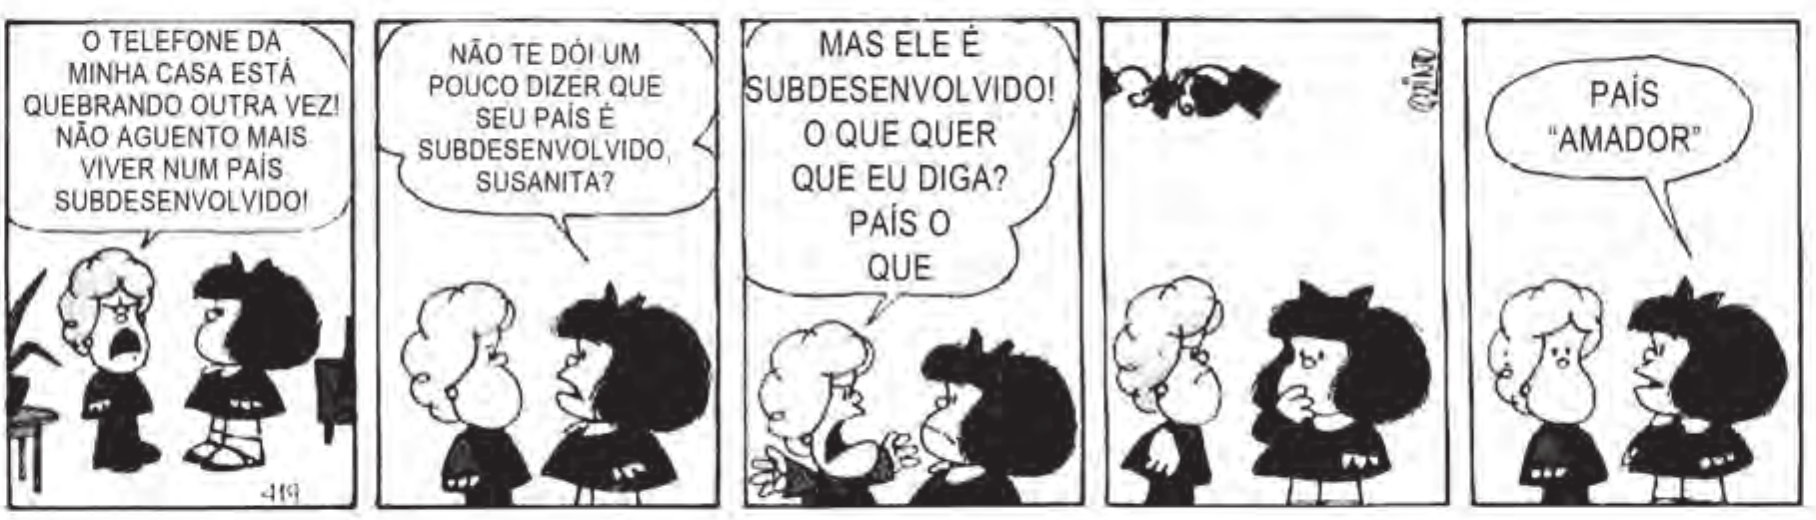 O TELEFONE DA
MINHA CASA ESTÁ
QUEBRANDO OUTRA VEZ!
NÃO AGUENTO MAIS
VIVER NUM PAÍS
SUBDESENVOLVIDO!
419
NÃO TE DÓI UM
POUCO DIZER QUE
SEU PAÍS É
SUBDESENVOLVIDO,
SUSANITA?
MAS ELE É
SUBDESENVOLVIDO!
O QUE QUER
QUE EU DIGA?
PAÍS O
QUE
QUINO
PAÍS
“AMADOR”